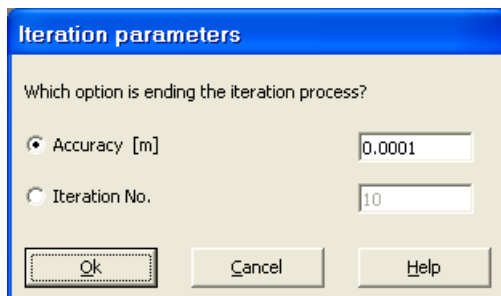 Iteration parameters
Which option is ending the iteration process?
Accuracy [m] 0.0001
Iteration No. 10
Ok Cancel Help